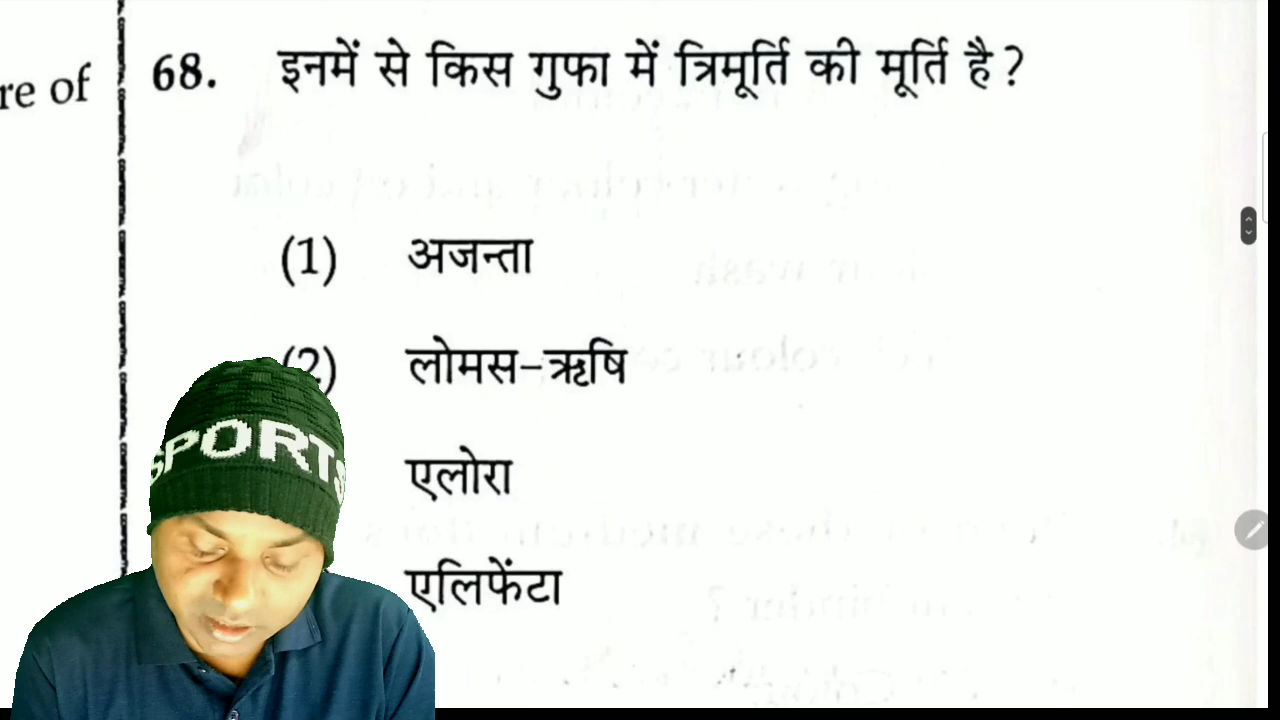 re of
68. इनमें से किस गुफा में त्रिमूर्ति की मूर्ति है ?
(1) अजन्ता
(2) लोमस-ऋषि
एलोरा
एलिफेंटा
SPORTS